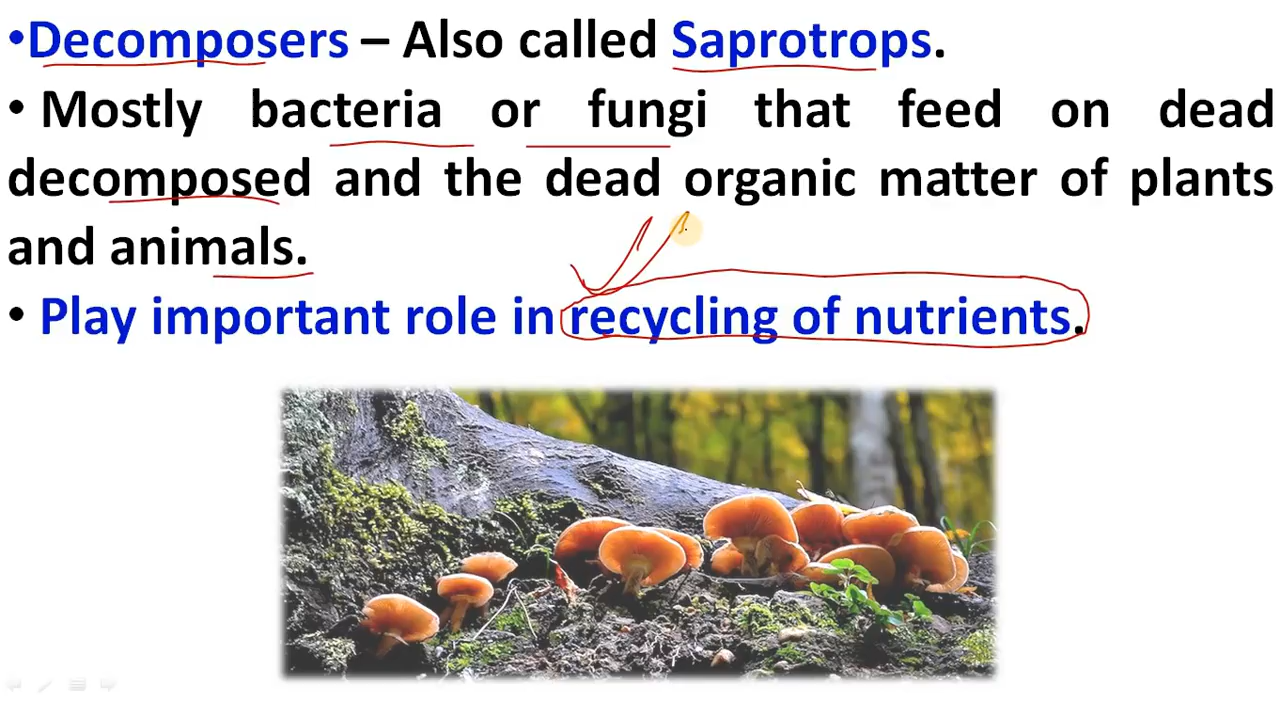 •Decomposers – Also called Saprotrops.
• Mostly bacteria or fungi that feed on dead
decomposed and the dead organic matter of plants
and animals.
• Play important role in recycling of nutrients.